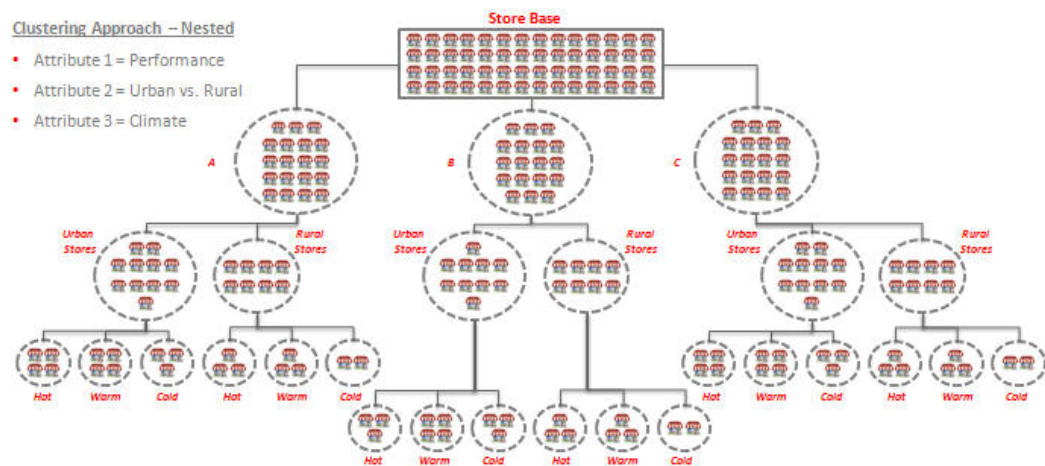 Store Base
Clustering Approach – Nested
• Attribute 1 = Performance
• Attribute 2 = Urban vs. Rural
• Attribute 3 = Climate
A
B
C
Urban
Stores
Rural
Stores
Urban
Stores
Rural
Stores
Urban
Stores
Rural
Stores
Hot
Warm
Cold
Hot
Warm
Cold
Hot
Warm
Cold
Hot
Warm
Cold
Hot
Warm
Cold
Hot
Warm
Cold